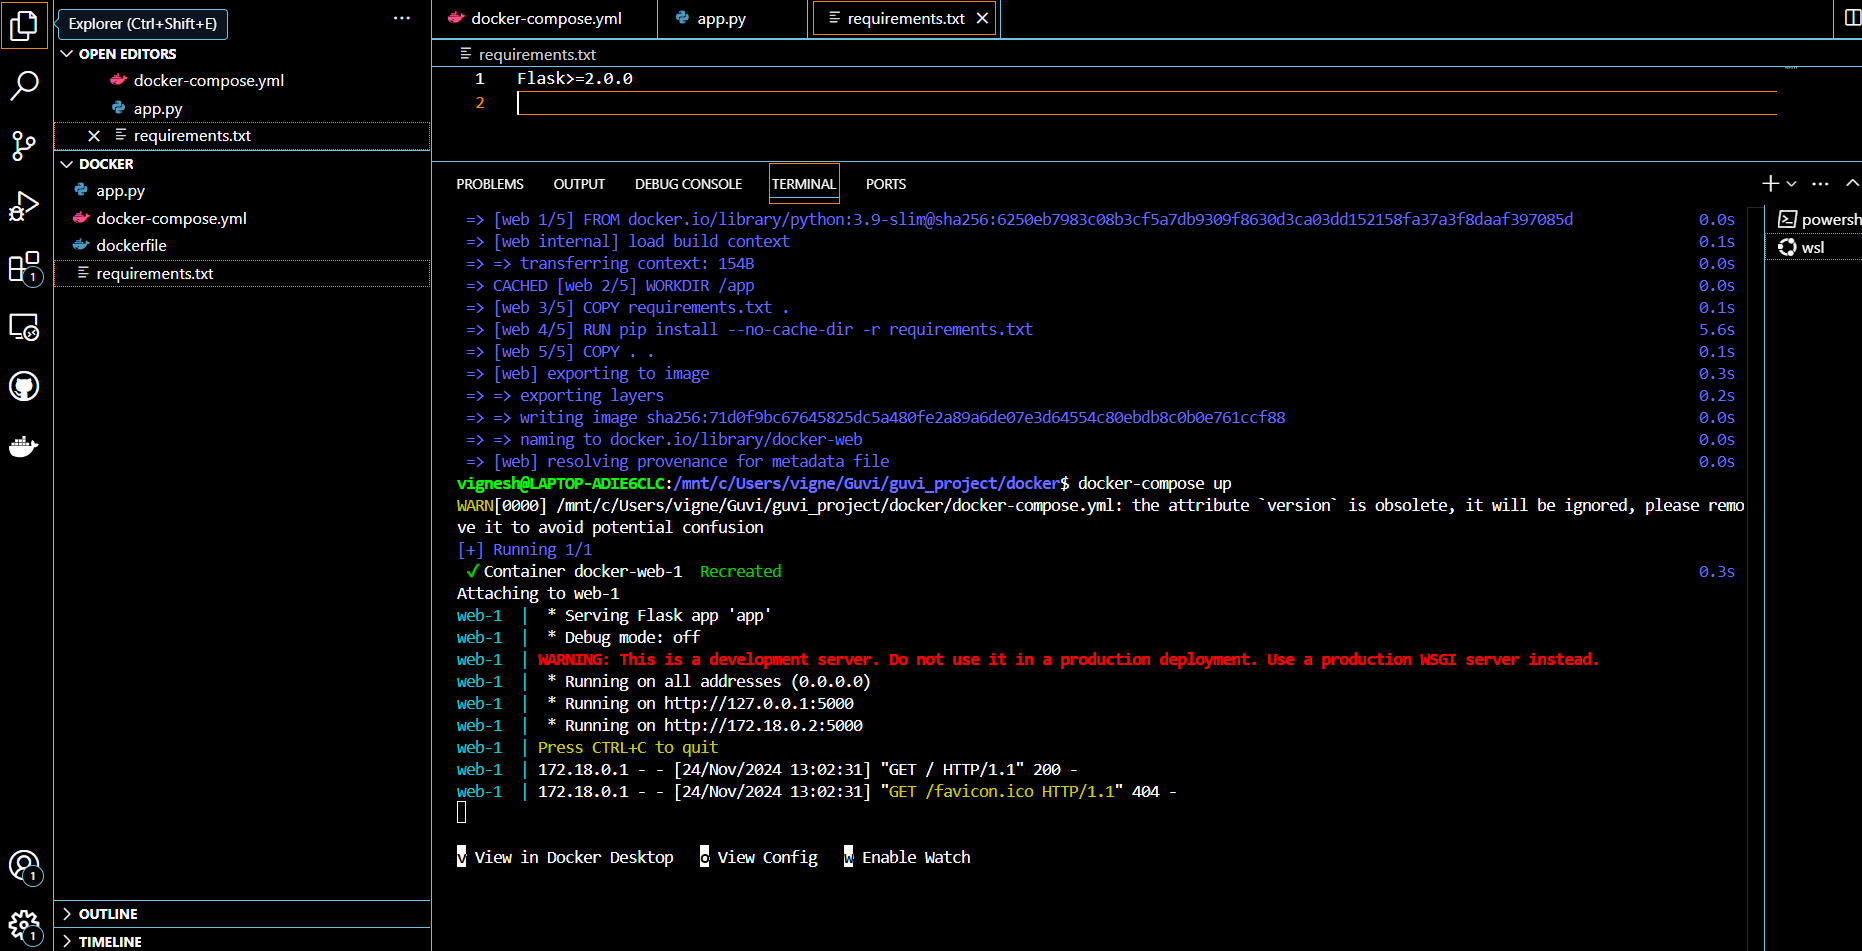 Explorer (Ctrl+Shift+E)
OPEN EDITORS
docker-compose.yml
app.py
requirements.txt
DOCKER
app.py
docker-compose.yml
dockerfile
requirements.txt
OUTLINE
TIMELINE
1
1
1
docker-compose.yml
app.py
requirements.txt
requirements.txt
1 Flask>=2.0.0
2
PROBLEMS OUTPUT DEBUG CONSOLE TERMINAL PORTS
=> [web 1/5] FROM docker.io/library/python:3.9-slim@sha256:6250eb7983c08b3cf5a7db9309f8630d3ca03dd152158fa37a3f8daaf397085d 0.0s
=> [web internal] load build context 0.1s
=> => transferring context: 154B 0.0s
=> CACHED [web 2/5] WORKDIR /app 0.0s
=> [web 3/5] COPY requirements.txt . 0.1s
=> [web 4/5] RUN pip install --no-cache-dir -r requirements.txt 5.6s
=> [web 5/5] COPY . . 0.1s
=> [web] exporting to image 0.3s
=> => exporting layers 0.2s
=> => writing image sha256:71d0f9bc67645825dc5a480fe2a89a6de07e3d64554c80ebdb8c0b0e761ccf88 0.0s
=> => naming to docker.io/library/docker-web 0.0s
=> [web] resolving provenance for metadata file 0.0s
vignesh@LAPTOP-ADIE6CLC:/mnt/c/Users/vigne/Guvi/guvi_project/docker$ docker-compose up
WARN[0000] /mnt/c/Users/vigne/Guvi/guvi_project/docker/docker-compose.yml: the attribute `version` is obsolete, it will be ignored, please remo
ve it to avoid potential confusion
[+] Running 1/1
✓ Container docker-web-1 Recreated 0.3s
Attaching to web-1
web-1 | * Serving Flask app 'app'
web-1 | * Debug mode: off
web-1 | WARNING: This is a development server. Do not use it in a production deployment. Use a production WSGI server instead.
web-1 | * Running on all addresses (0.0.0.0)
web-1 | * Running on http://127.0.0.1:5000
web-1 | * Running on http://172.18.0.2:5000
web-1 | Press CTRL+C to quit
web-1 | 172.18.0.1 - - [24/Nov/2024 13:02:31] "GET / HTTP/1.1" 200 -
web-1 | 172.18.0.1 - - [24/Nov/2024 13:02:31] "GET /favicon.ico HTTP/1.1" 404 -
v View in Docker Desktop o View Config w Enable Watch
powersh
wsl